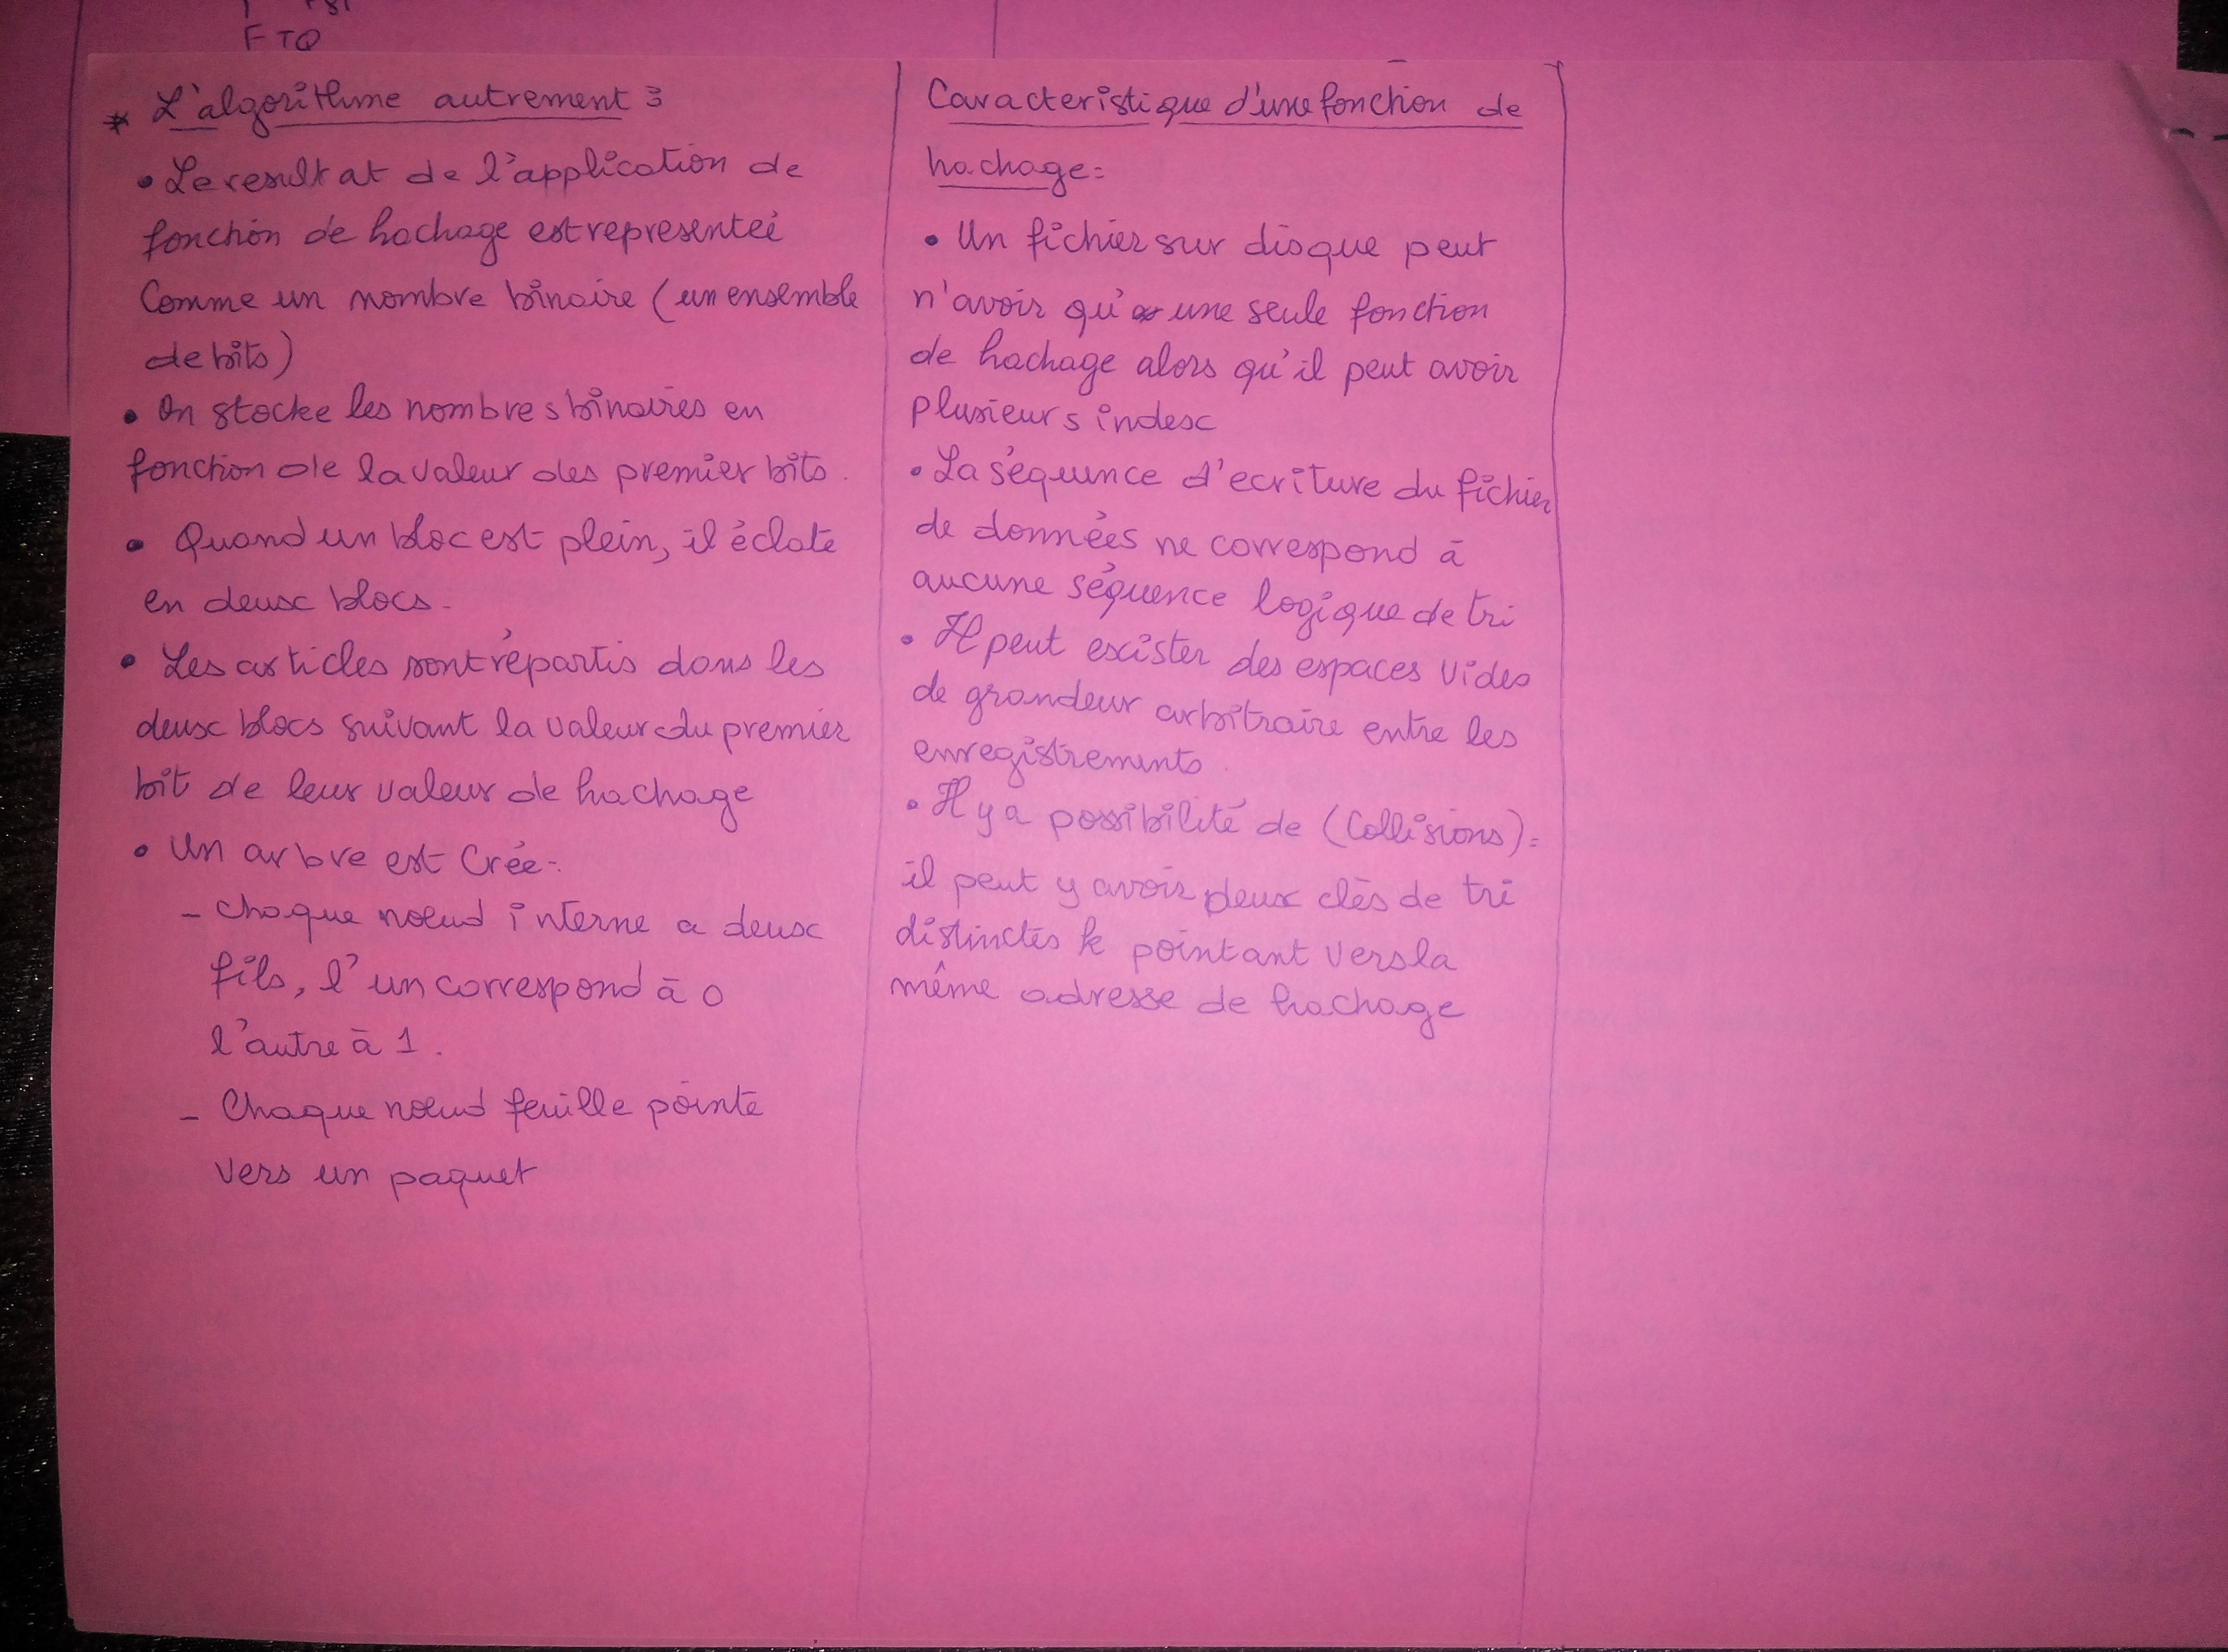 FTQ
* L'algorithme autrement :
• Le resultat de l'application de
fonction de hachage est representeé
Comme un nombre binaire (un ensemble
de bits)
• On stocke les nombres binaires en
fonction de la valeur des premier bits.
• Quand un bloc est plein, il éclate
en deux blocs.
• Les articles sont répartis dans les
deux blocs suivant la valeur du premier
bit de leur valeur de hachage
• Un arbre est Crée:
- chaque nœud interne a deux
fils, l'un correspond à 0
l'autre à 1.
- Chaque nœud feuille pointe
vers un paquet
Caracteristique d'une fonction de
hachage:
• Un fichier sur disque peut
n'avoir qu'une seule fonction
de hachage alors qu'il peut avoir
plusieurs index
• La séquence d'ecriture du fichier
de données ne correspond à
aucune séquence logique de tri
• Il peut exister des espaces vides
de grandeur arbitraire entre les
enregistrements.
• Il y a possibilité de (Collisions):
il peut y avoir deux clés de tri
distinctes k pointant vers la
même adresse de hachage